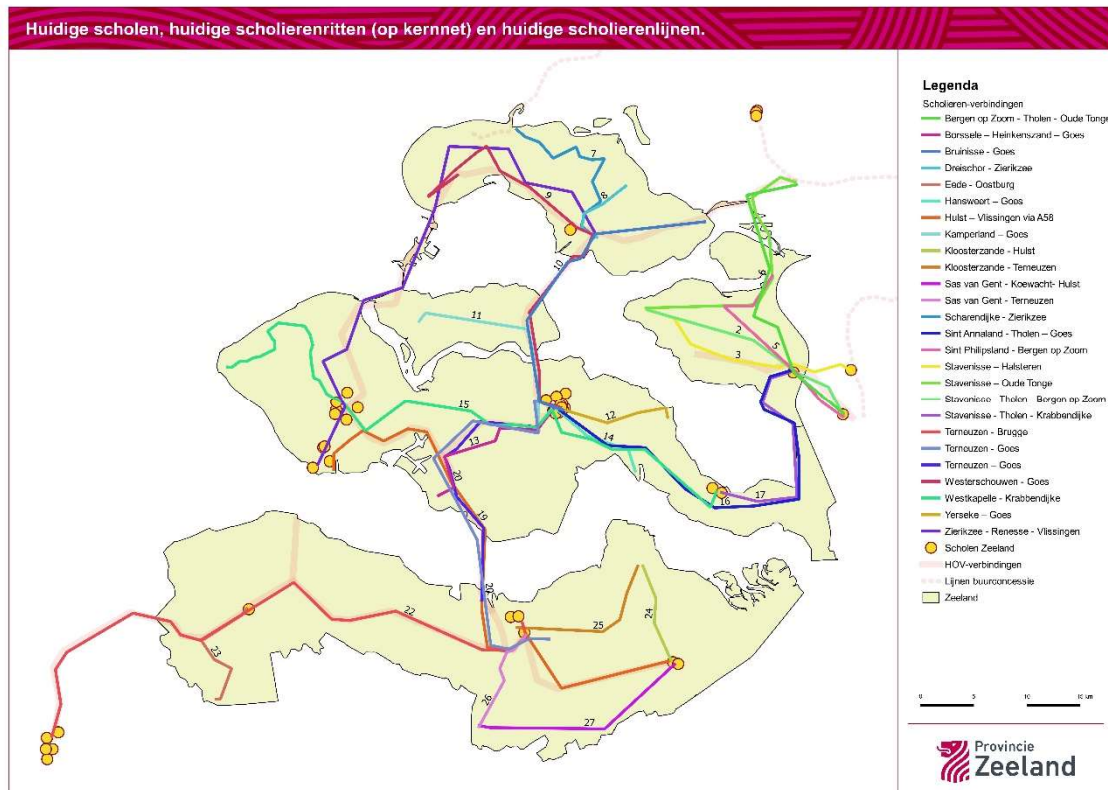 Huidige scholen, huidige scholierenritten (op kernnet) en huidige scholierenlijnen.
Legenda
Scholieren-verbindingen
Bergen op Zoom - Tholen - Oude Tonge
Borssele – Heinkenszand – Goes
Bruinisse - Goes
Dreischor - Zierikzee
Eede - Oostburg
Hansweert – Goes
Hulst – Vlissingen via A58
Kamperland – Goes
Kloosterzande - Hulst
Kloosterzande - Terneuzen
Sas van Gent - Koewacht- Hulst
Sas van Gent - Terneuzen
Scharendijke - Zierikzee
Sint Annaland - Tholen – Goes
Sint Philipsland - Bergen op Zoom
Stavenisse – Halsteren
Stavenisse – Oude Tonge
Stavenisse - Tholen - Bergen op Zoom
Stavenisse - Tholen - Krabbendijke
Terneuzen - Brugge
Terneuzen - Goes
Terneuzen – Goes
Westerschouwen - Goes
Westkapelle - Krabbendijke
Yerseke – Goes
Zierikzee - Renesse - Vlissingen
Scholen Zeeland
HOV-verbindingen
Lijnen buurconcessie
Zeeland
0 5 10 km
Provincie
Zeeland
7
8
9
1
10
6
11
2
5
3
15
12
13
14
20
16
17
19
22
25
24
23
26
27